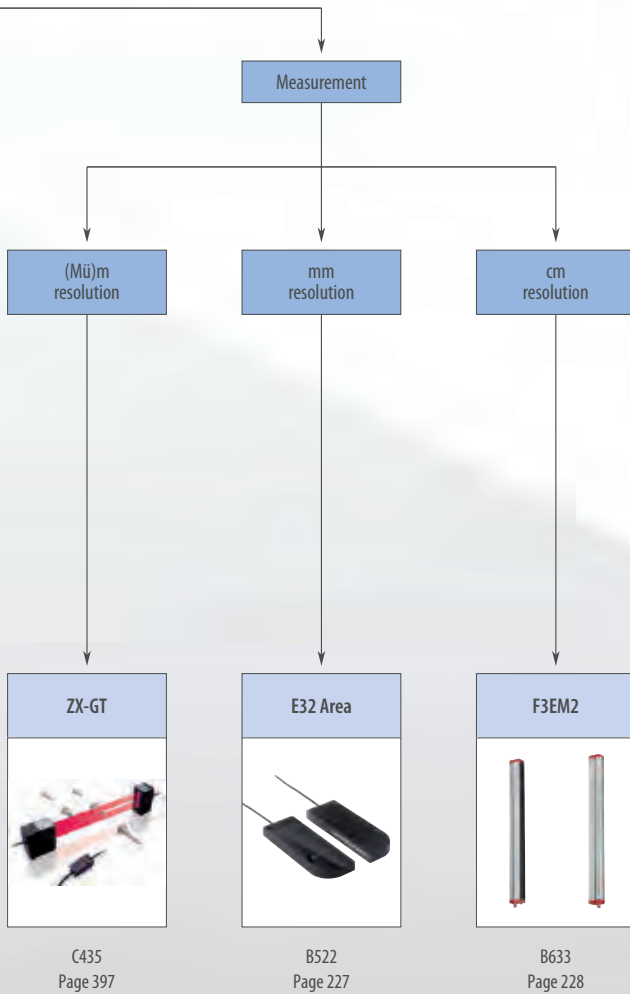 Measurement
(Mü)m
resolution
mm
resolution
cm
resolution
ZX-GT
E32 Area
F3EM2
C435
Page 397
B522
Page 227
B633
Page 228